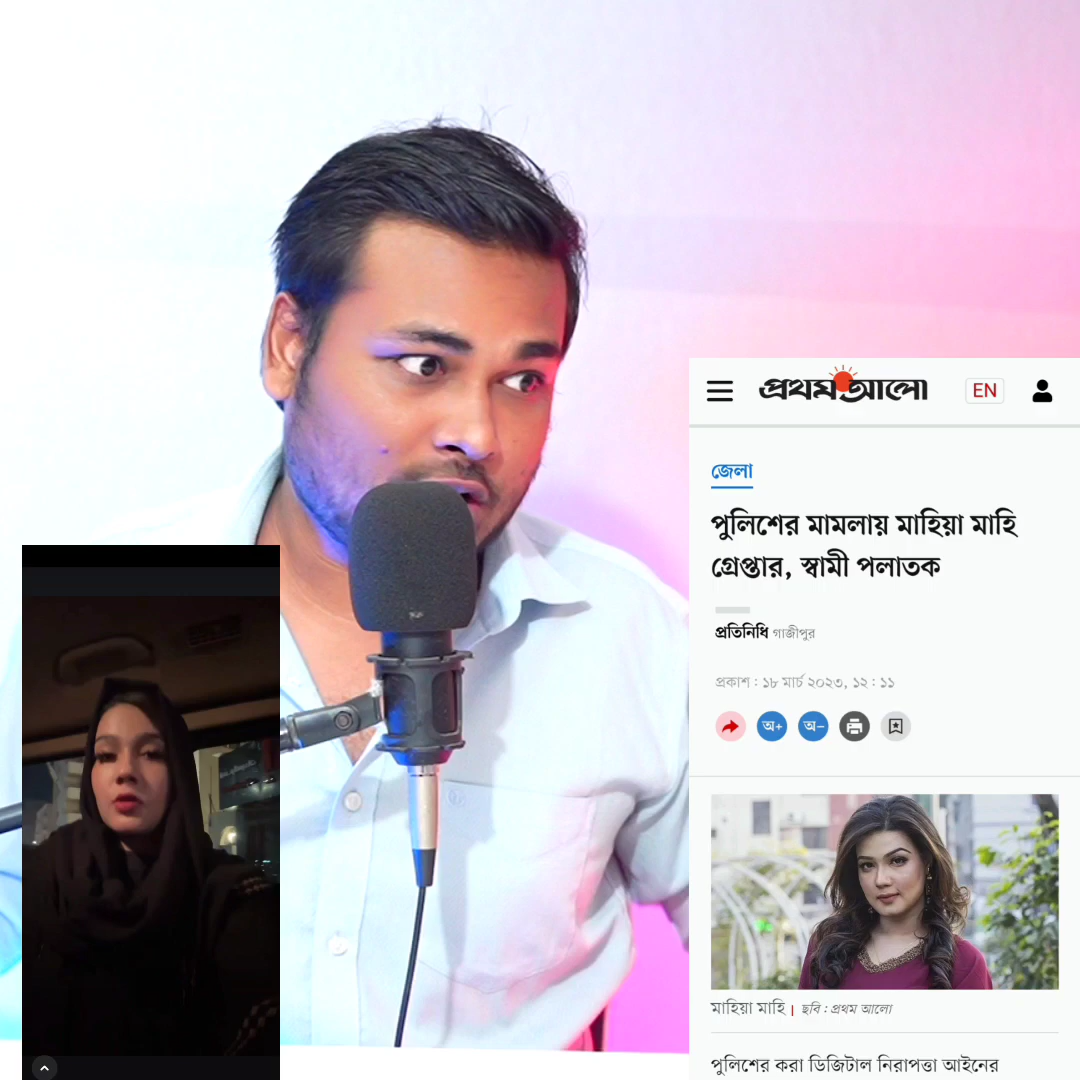 প্রথম আলো
EN
জেলা
পুলিশের মামলায় মাহিয়া মাহি
গ্রেপ্তার, স্বামী পলাতক
প্রতিনিধি গাজীপুর
প্রকাশ : ১৮ মার্চ ২০২৩, ১২ : ১১
অ+
অ−
মাহিয়া মাহি | ছবি : প্রথম আলো
পুলিশের করা ডিজিটাল নিরাপত্তা আইনের